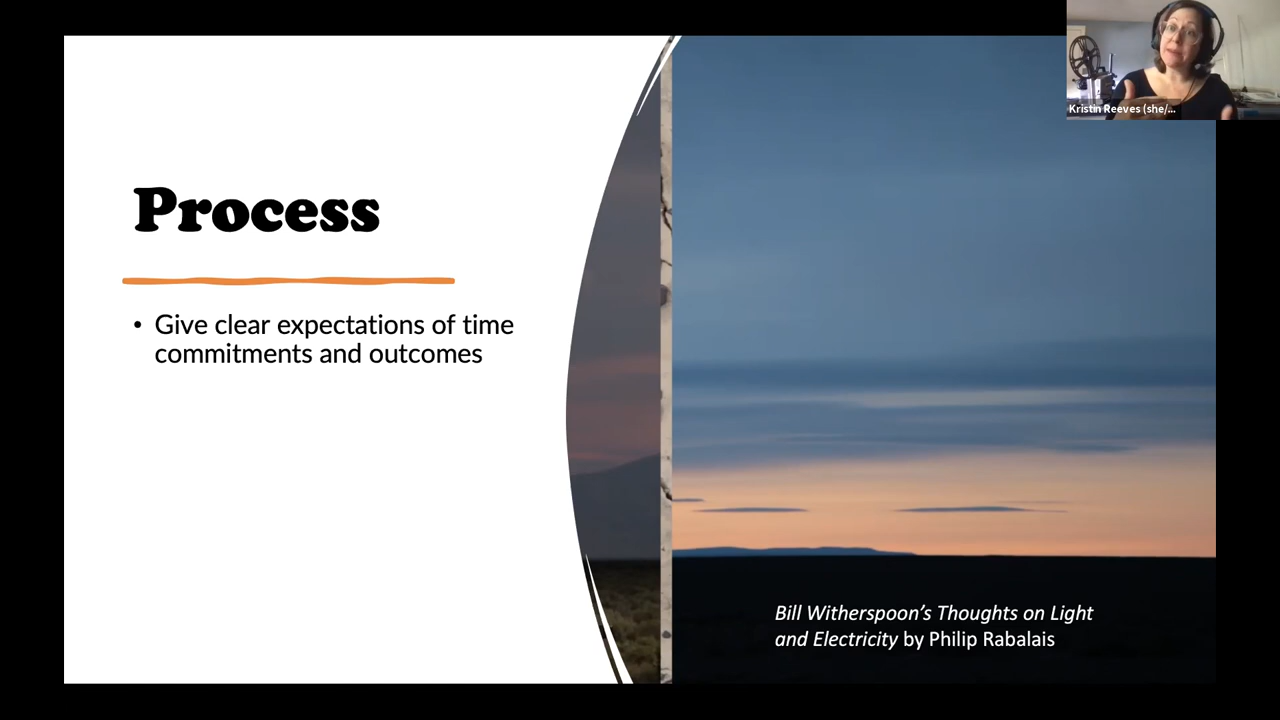 Process
• Give clear expectations of time
commitments and outcomes
Bill Witherspoon’s Thoughts on Light
and Electricity by Philip Rabalais
Kristin Reeves (she/...